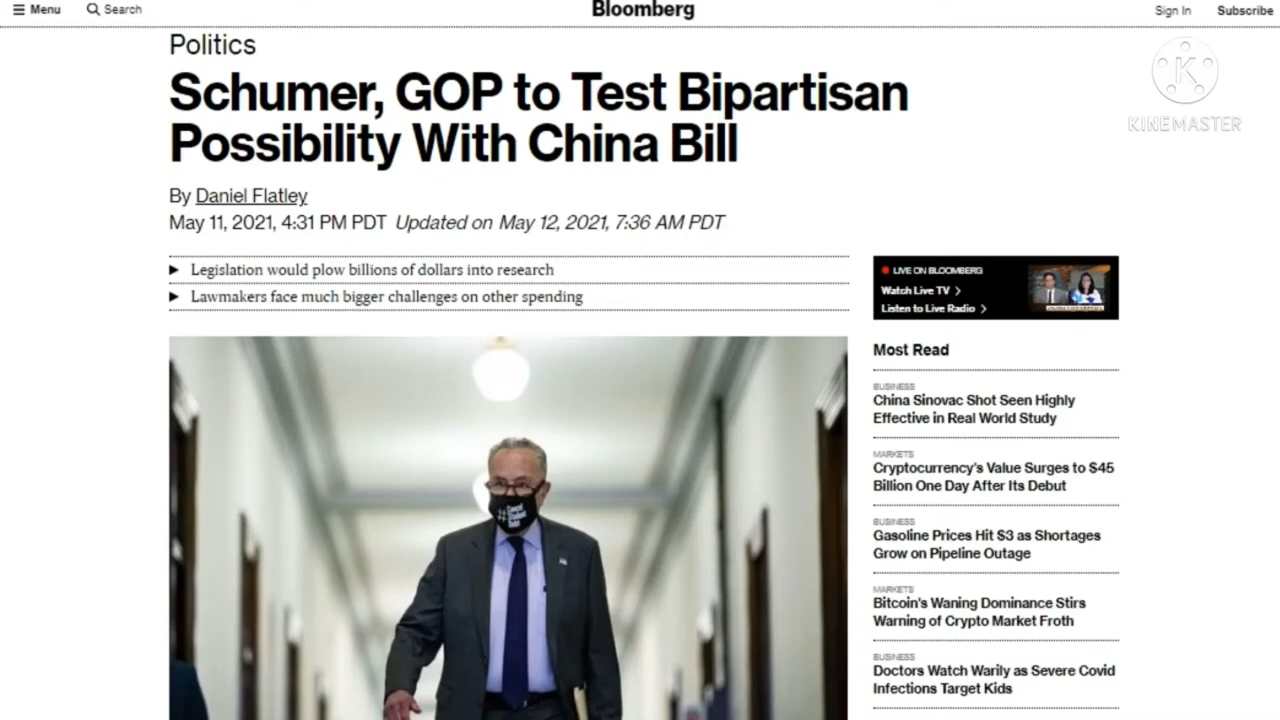 Menu
Search
Bloomberg
Sign In
Subscribe
Politics
Schumer, GOP to Test Bipartisan
Possibility With China Bill
By Daniel Flatley
May 11, 2021, 4:31 PM PDT Updated on May 12, 2021, 7:36 AM PDT
Legislation would plow billions of dollars into research
Lawmakers face much bigger challenges on other spending
K
KINEMASTER
LIVE ON BLOOMBERG
Watch Live TV
Listen to Live Radio
Most Read
BUSINESS
China Sinovac Shot Seen Highly
Effective in Real World Study
MARKETS
Cryptocurrency's Value Surges to $45
Billion One Day After Its Debut
BUSINESS
Gasoline Prices Hit $3 as Shortages
Grow on Pipeline Outage
MARKETS
Bitcoin's Waning Dominance Stirs
Warning of Crypto Market Froth
BUSINESS
Doctors Watch Warily as Severe Covid
Infections Target Kids